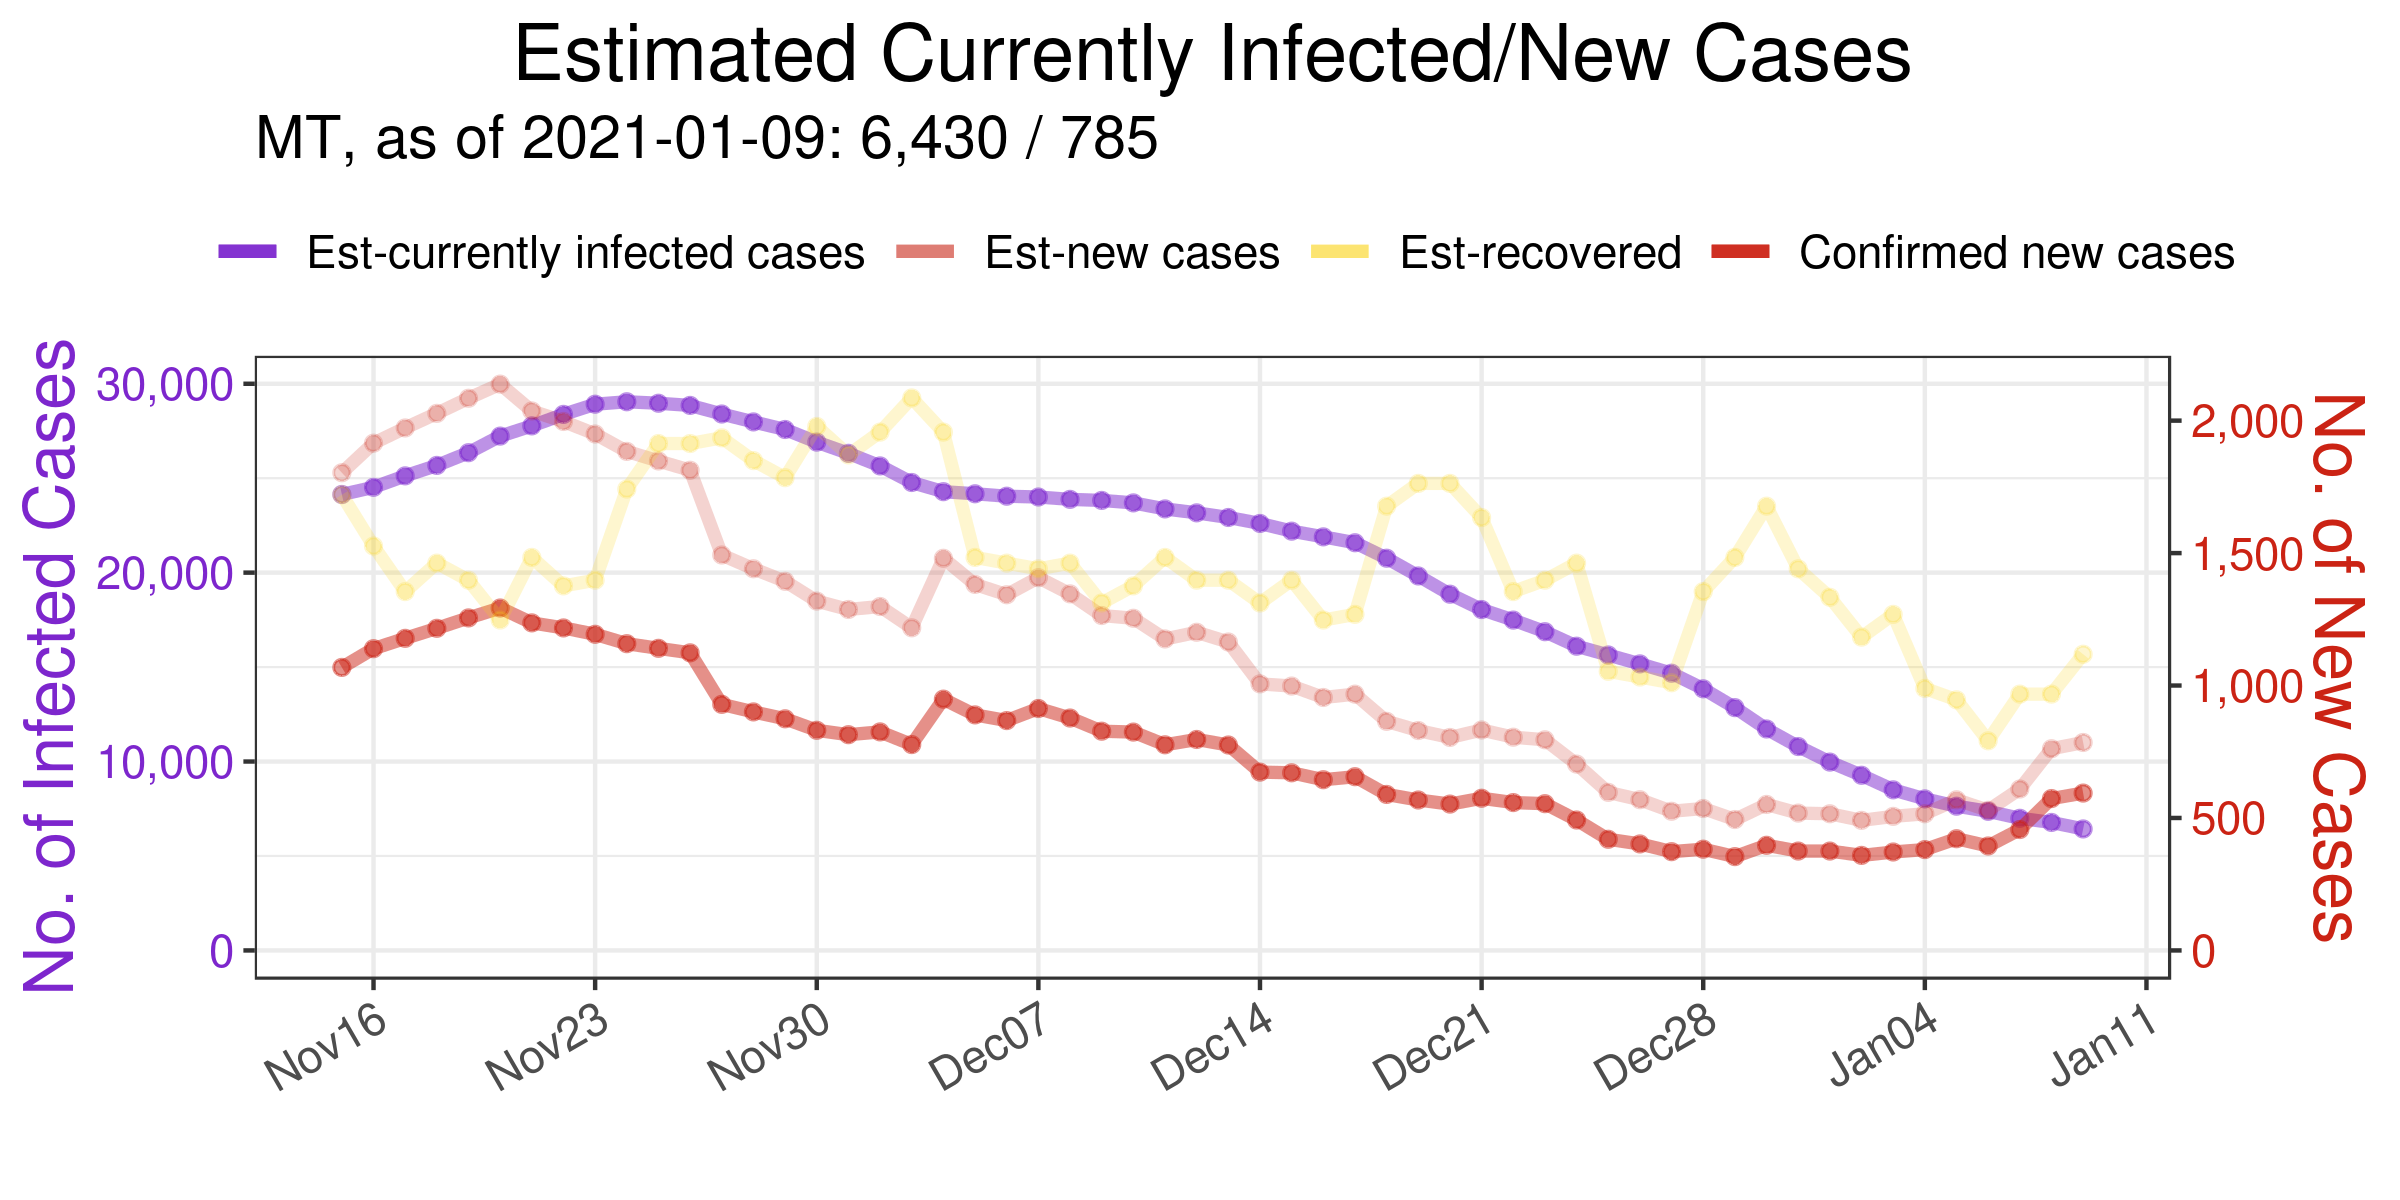 Estimated Currently Infected/New Cases
MT, as of 2021-01-09: 6,430 / 785
Est-currently infected cases Est-new cases Est-recovered Confirmed new cases
No. of Infected Cases
30,000
20,000
10,000
0
2,000
1,500
1,000
500
0
No. of New Cases
Nov16 Nov23 Nov30 Dec07 Dec14 Dec21 Dec28 Jan04 Jan11